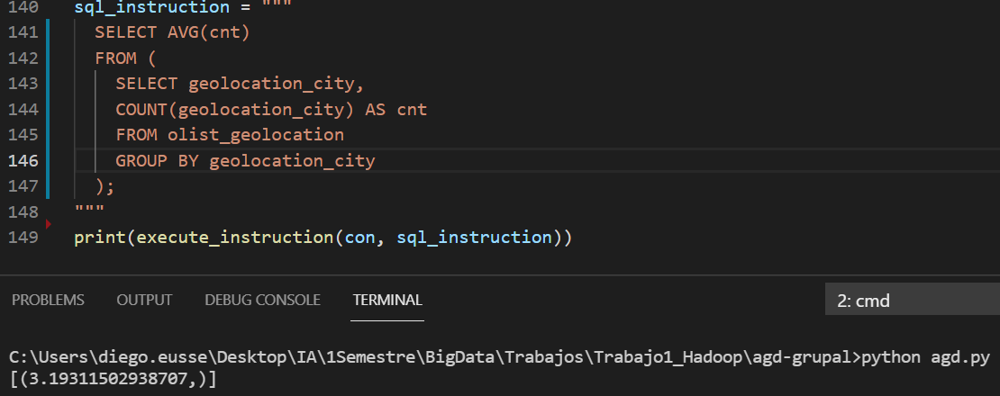 140 sql_instruction = """
141 SELECT AVG(cnt)
142 FROM (
143 SELECT geolocation_city,
144 COUNT(geolocation_city) AS cnt
145 FROM olist_geolocation
146 GROUP BY geolocation_city
147 );
148 """
149 print(execute_instruction(con, sql_instruction))
PROBLEMS OUTPUT DEBUG CONSOLE TERMINAL 2: cmd
C:\Users\diego.eusse\Desktop\IA\1Semestre\BigData\Trabajos\Trabajo1_Hadoop\agd-grupal>python agd.py
[(3.19311502938707,)]